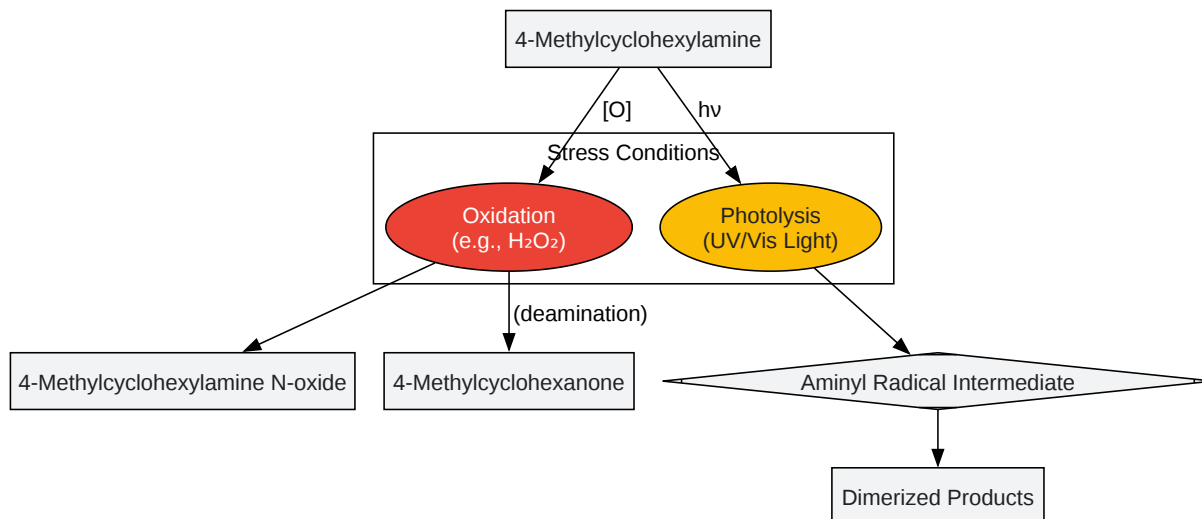 4-Methylcyclohexylamine
[O]
hν
Stress Conditions
Oxidation
(e.g., H₂O₂)
Photolysis
(UV/Vis Light)
(deamination)
4-Methylcyclohexylamine N-oxide
4-Methylcyclohexanone
Aminyl Radical Intermediate
Dimerized Products